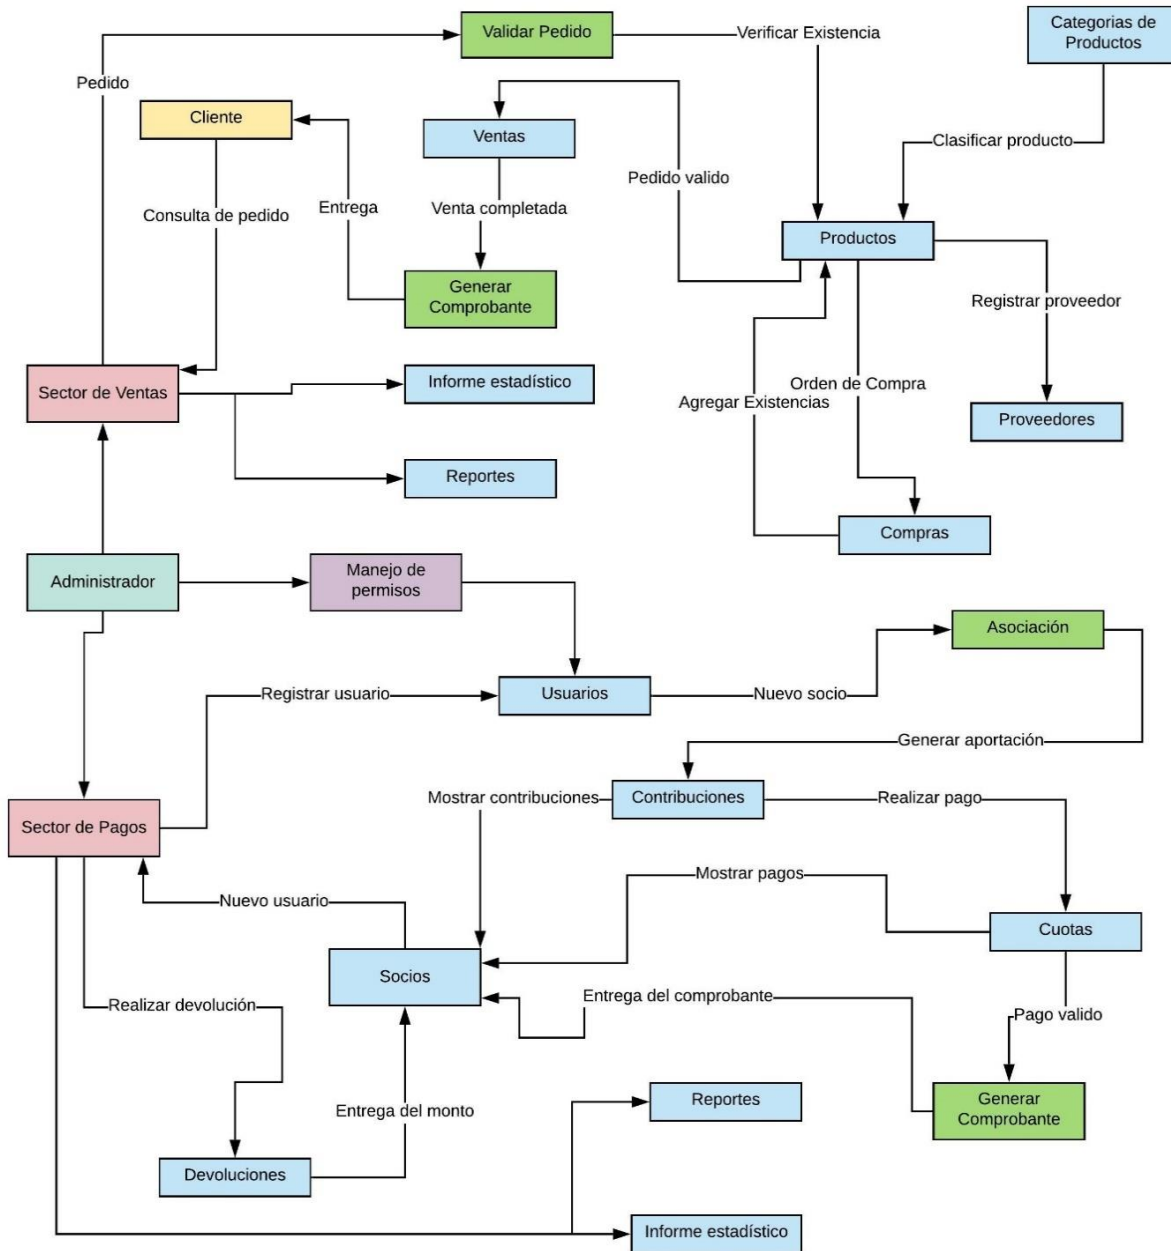 Validar Pedido
Verificar Existencia
Categorias de
Productos
Pedido
Cliente
Ventas
Clasificar producto
Pedido valido
Consulta de pedido
Entrega
Venta completada
Productos
Generar
Comprobante
Registrar proveedor
Sector de Ventas
Informe estadístico
Orden de Compra
Agregar Existencias
Proveedores
Reportes
Compras
Administrador
Manejo de
permisos
Asociación
Registrar usuario
Usuarios
Nuevo socio
Generar aportación
Mostrar contribuciones
Contribuciones
Realizar pago
Sector de Pagos
Mostrar pagos
Nuevo usuario
Cuotas
Socios
Entrega del comprobante
Realizar devolución
Pago valido
Reportes
Generar
Comprobante
Entrega del monto
Devoluciones
Informe estadístico